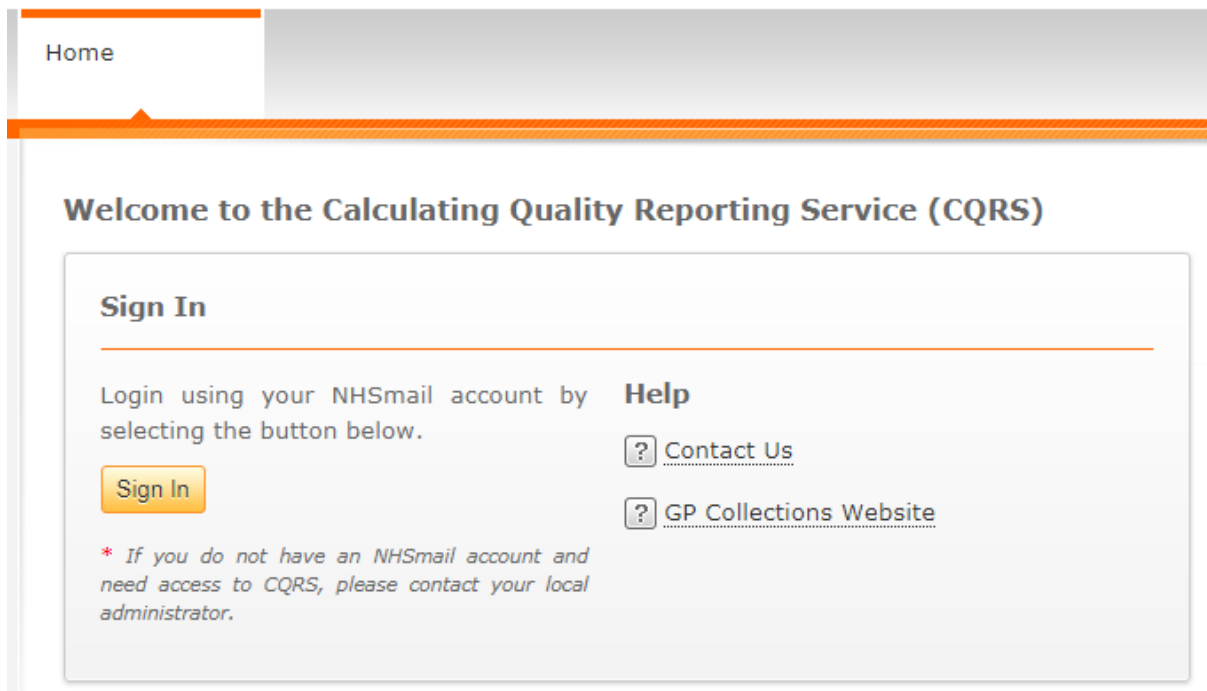 Home
Welcome to the Calculating Quality Reporting Service (CQRS)
Sign In
Login using your NHSmail account by
selecting the button below.
Sign In
* If you do not have an NHSmail account and
need access to CQRS, please contact your local
administrator.
Help
? Contact Us
? GP Collections Website